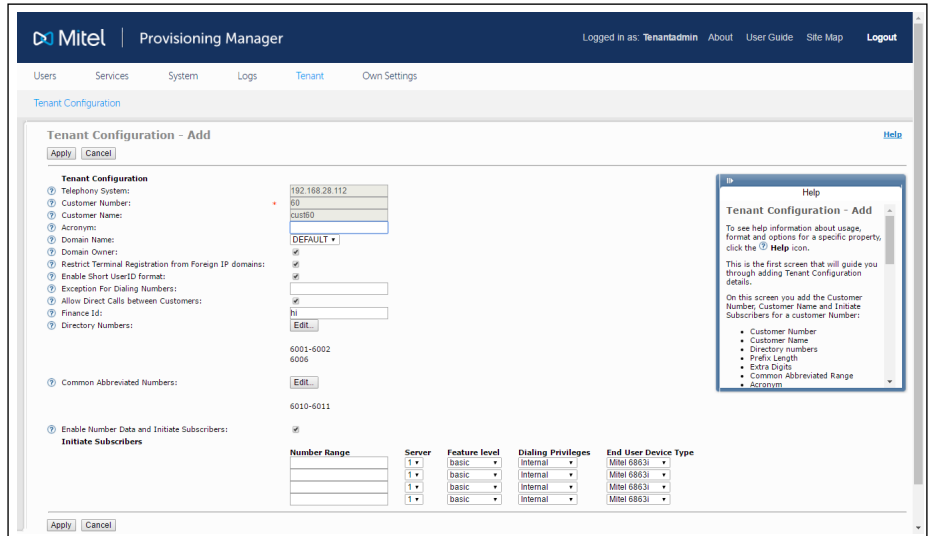 Mitel | Provisioning Manager
Logged in as: Tenantadmin About User Guide Site Map Logout
Users Services System Logs Tenant Own Settings
Tenant Configuration
Tenant Configuration - Add
Help
Apply Cancel
Tenant Configuration
Telephony System: 192.168.28.112
Customer Number: * 60
Customer Name: cust60
Acronym:
Domain Name: DEFAULT
Domain Owner:
Restrict Terminal Registration from Foreign IP domains:
Enable Short UserID format:
Exception For Dialing Numbers:
Allow Direct Calls between Customers:
Finance Id: hi
Directory Numbers: Edit...
6001-6002
6006
Common Abbreviated Numbers: Edit...
6010-6011
Enable Number Data and Initiate Subscribers:
Initiate Subscribers
Number Range Server Feature level Dialing Privileges End User Device Type
1 basic Internal Mitel 6863i
1 basic Internal Mitel 6863i
1 basic Internal Mitel 6863i
1 basic Internal Mitel 6863i
Apply Cancel
Help
Tenant Configuration - Add
To see help information about usage,
format and options for a specific property,
click the ? Help icon.
This is the first screen that will guide you
through adding Tenant Configuration
details.
On this screen you add the Customer
Number, Customer Name and Initiate
Subscribers for a customer Number:
• Customer Number
• Customer Name
• Directory numbers
• Prefix Length
• Extra Digits
• Common Abbreviated Range
• Acronym